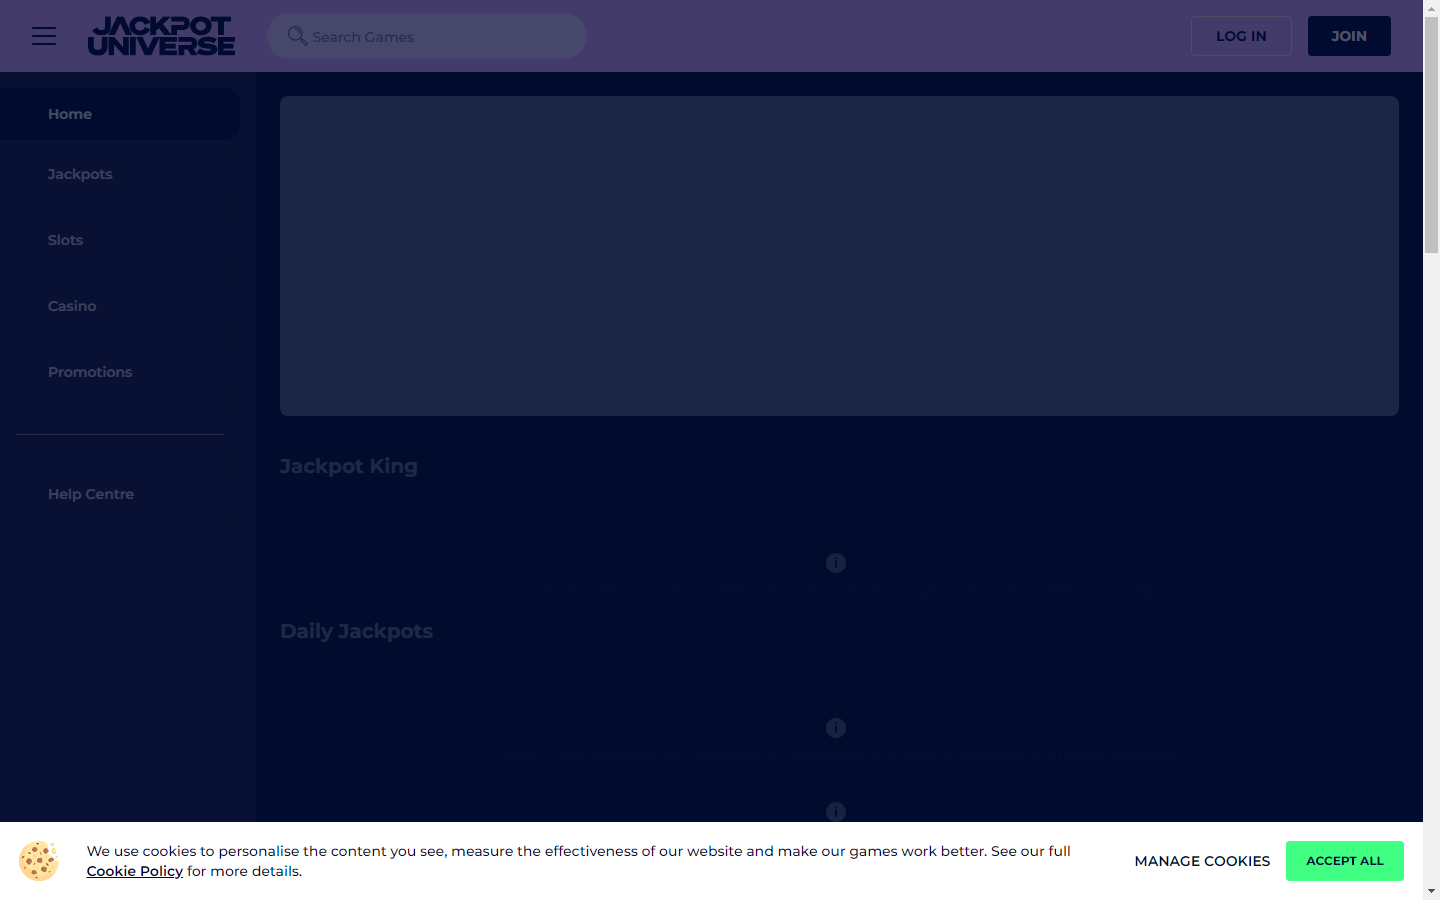 JACKPOT
UNIVERSE
Search Games
LOG IN
JOIN
Home
Jackpots
Slots
Casino
Promotions
Help Centre
Jackpot King
Daily Jackpots
We use cookies to personalise the content you see, measure the effectiveness of our website and make our games work better. See our full
Cookie Policy for more details.
MANAGE COOKIES
ACCEPT ALL